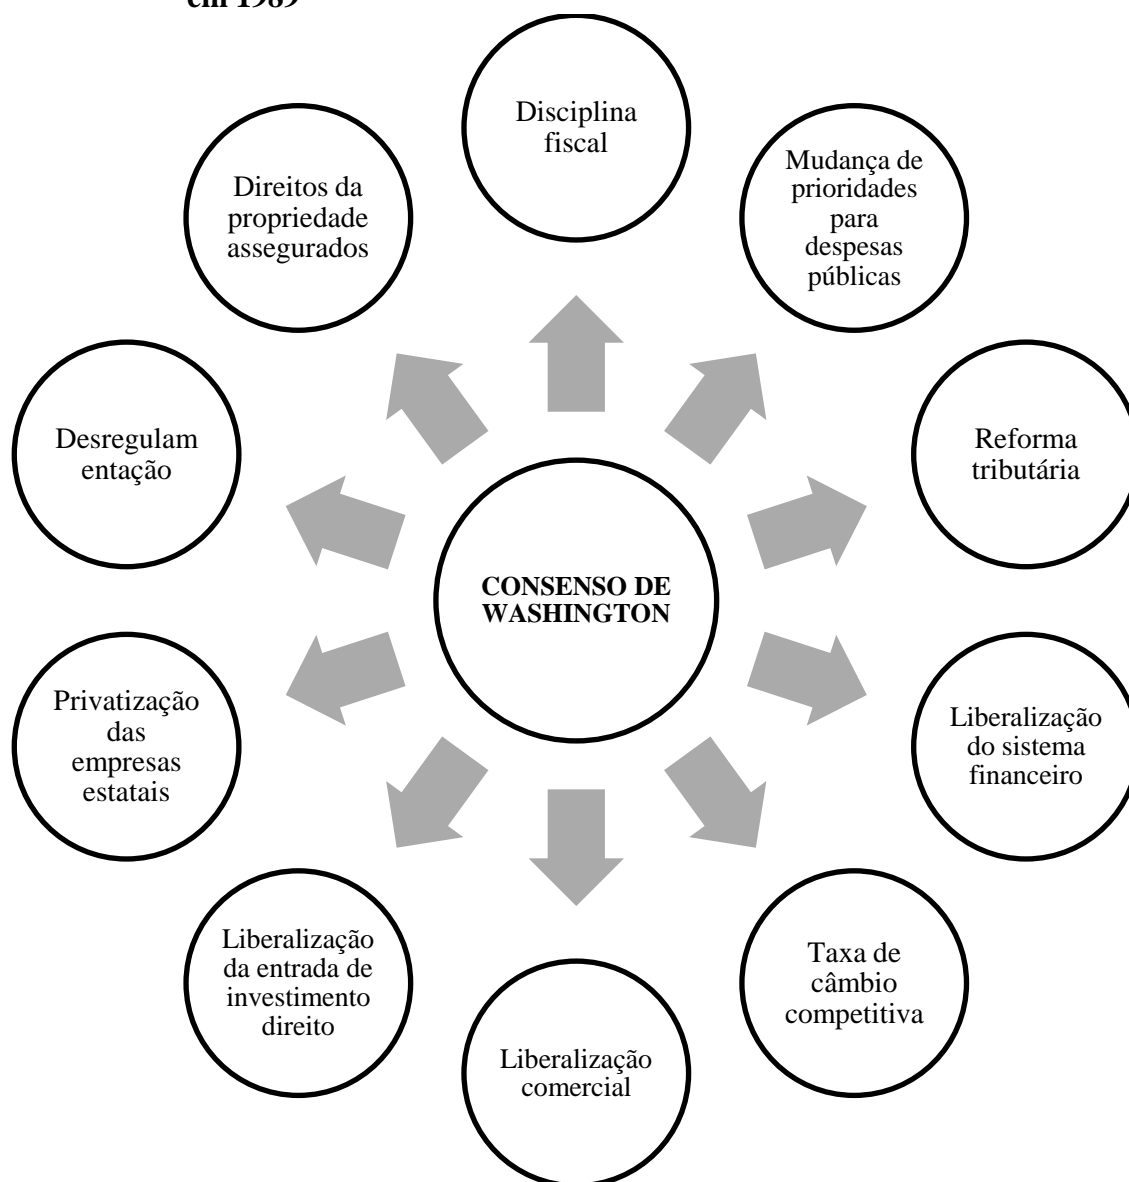 em 1989
Disciplina
fiscal
Mudança de
prioridades
para
despesas
públicas
Reforma
tributária
Liberalização
do sistema
financeiro
Taxa de
câmbio
competitiva
Liberalização
comercial
Liberalização
da entrada de
investimento
direito
Privatização
das
empresas
estatais
Desregulam
entação
Direitos da
propriedade
assegurados
CONSENSO DE
WASHINGTON